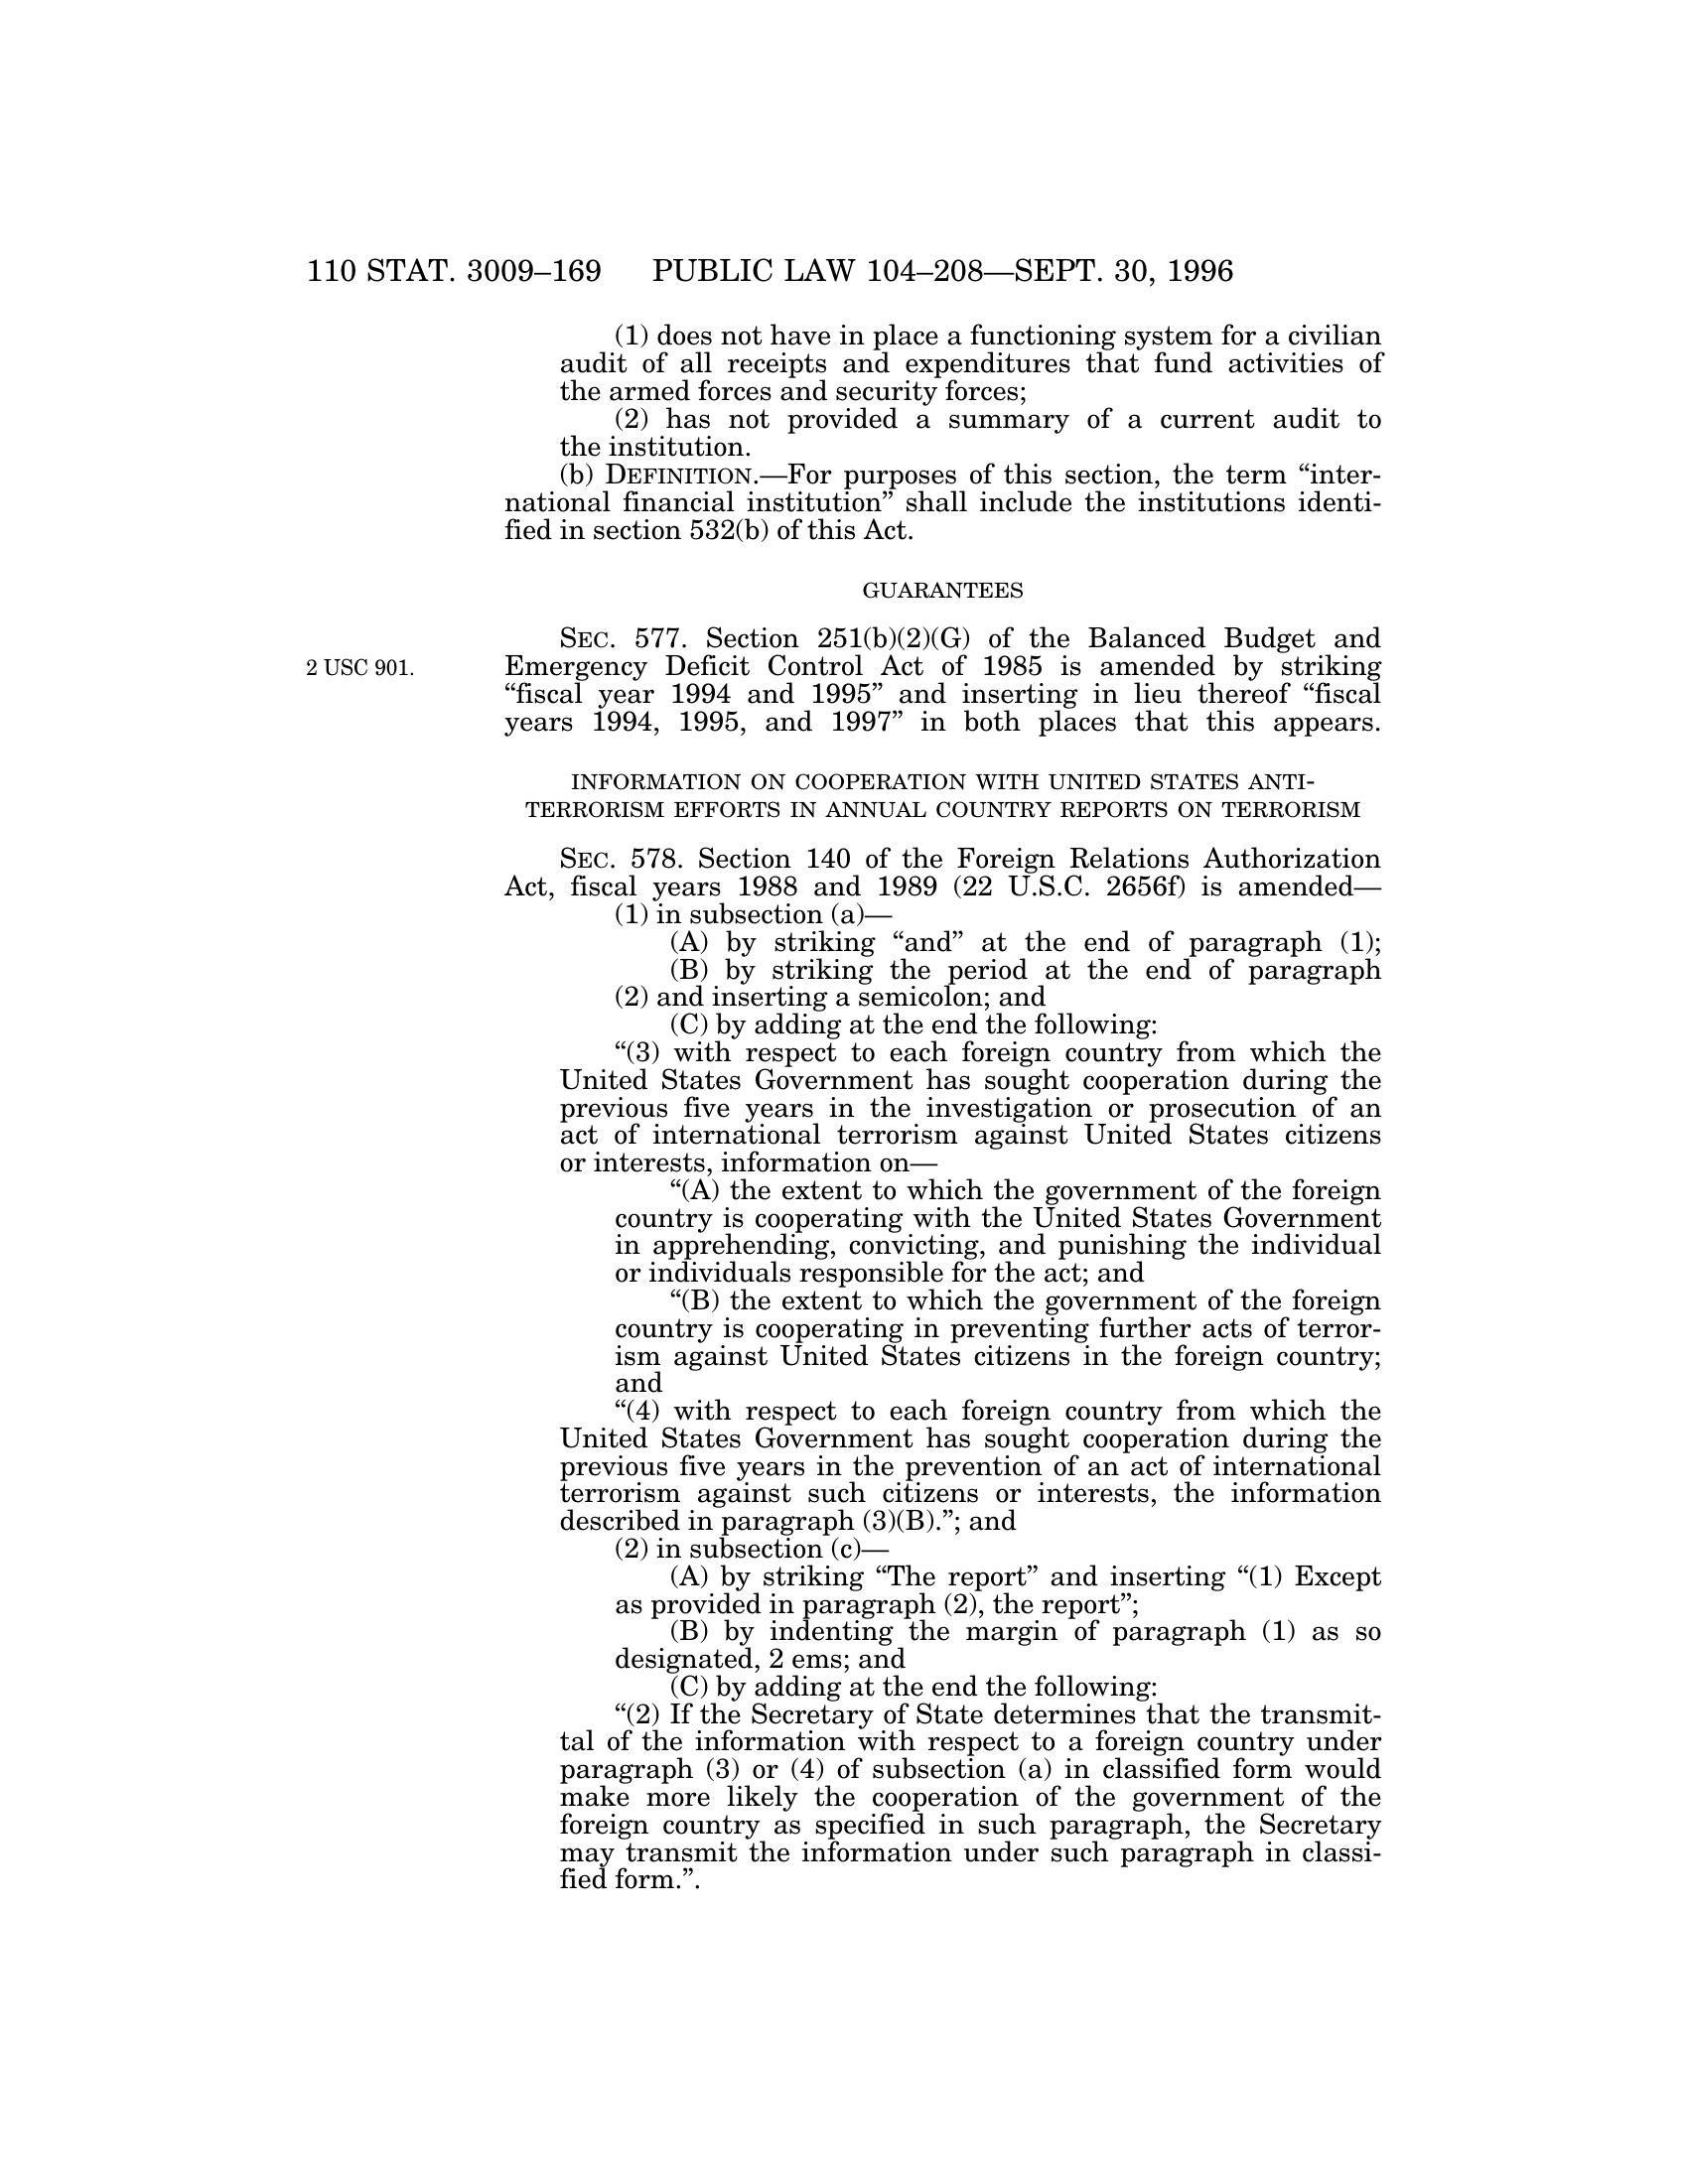 110 STAT. 3009–169 PUBLIC LAW 104–208—SEPT. 30, 1996
(1) does not have in place a functioning system for a civilian
audit of all receipts and expenditures that fund activities of
the armed forces and security forces;
(2) has not provided a summary of a current audit to
the institution.
(b) DEFINITION.—For purposes of this section, the term “inter-
national financial institution” shall include the institutions identi-
fied in section 532(b) of this Act.
GUARANTEES
SEC. 577. Section 251(b)(2)(G) of the Balanced Budget and
2 USC 901.
Emergency Deficit Control Act of 1985 is amended by striking
“fiscal year 1994 and 1995” and inserting in lieu thereof “fiscal
years 1994, 1995, and 1997” in both places that this appears.
INFORMATION ON COOPERATION WITH UNITED STATES ANTI-
TERRORISM EFFORTS IN ANNUAL COUNTRY REPORTS ON TERRORISM
SEC. 578. Section 140 of the Foreign Relations Authorization
Act, fiscal years 1988 and 1989 (22 U.S.C. 2656f) is amended—
(1) in subsection (a)—
(A) by striking “and” at the end of paragraph (1);
(B) by striking the period at the end of paragraph
(2) and inserting a semicolon; and
(C) by adding at the end the following:
“(3) with respect to each foreign country from which the
United States Government has sought cooperation during the
previous five years in the investigation or prosecution of an
act of international terrorism against United States citizens
or interests, information on—
“(A) the extent to which the government of the foreign
country is cooperating with the United States Government
in apprehending, convicting, and punishing the individual
or individuals responsible for the act; and
“(B) the extent to which the government of the foreign
country is cooperating in preventing further acts of terror-
ism against United States citizens in the foreign country;
and
“(4) with respect to each foreign country from which the
United States Government has sought cooperation during the
previous five years in the prevention of an act of international
terrorism against such citizens or interests, the information
described in paragraph (3)(B).”; and
(2) in subsection (c)—
(A) by striking “The report” and inserting “(1) Except
as provided in paragraph (2), the report”;
(B) by indenting the margin of paragraph (1) as so
designated, 2 ems; and
(C) by adding at the end the following:
“(2) If the Secretary of State determines that the transmit-
tal of the information with respect to a foreign country under
paragraph (3) or (4) of subsection (a) in classified form would
make more likely the cooperation of the government of the
foreign country as specified in such paragraph, the Secretary
may transmit the information under such paragraph in classi-
fied form.”.